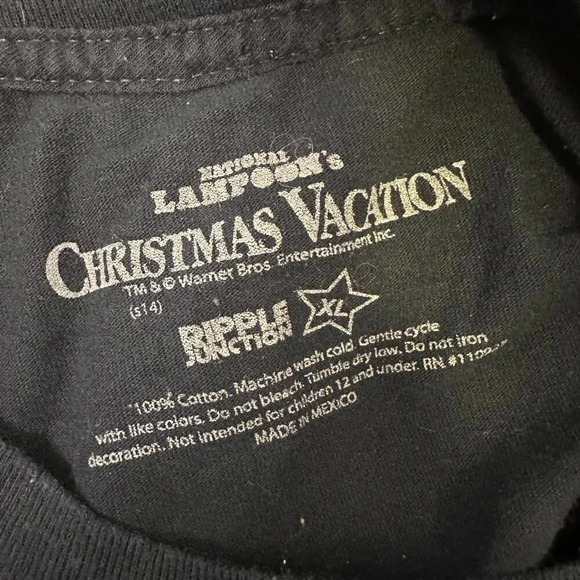 NATIONAL
LAMPOON's
CHRISTMAS VACATION
TM & © Warner Bros. Entertainment Inc.
(s14)
RIPPLE
JUNCTION
XL
100% Cotton. Machine wash cold. Gentle cycle
with like colors. Do not bleach. Tumble dry low. Do not iron
decoration. Not intended for children 12 and under. RN
MADE IN MEXICO